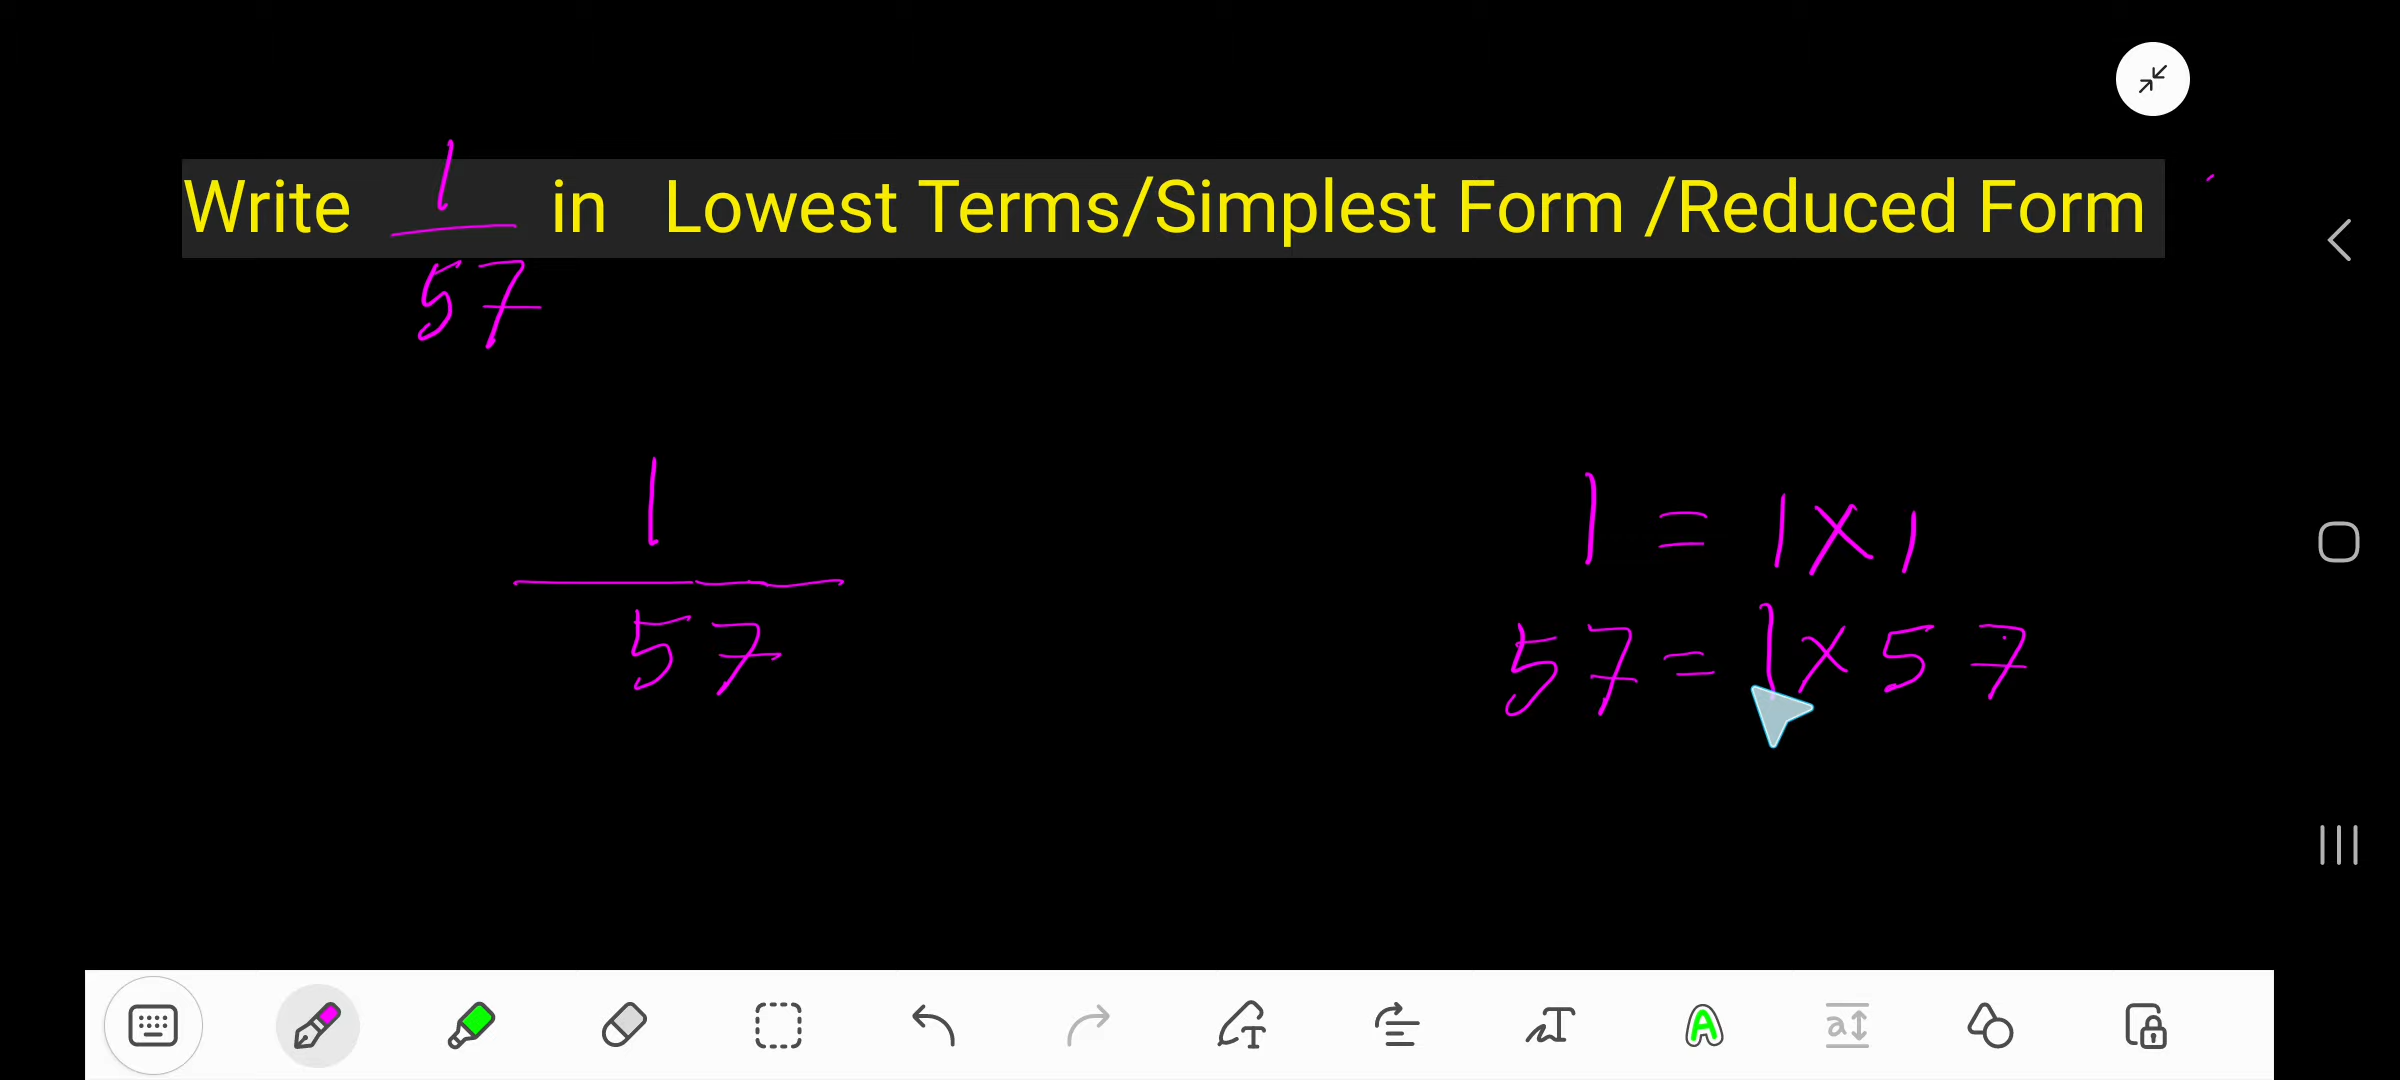 Write 1/57 in Lowest Terms/Simplest Form /Reduced Form
1/57
1 = 1 x 1
57 = 1 x 57